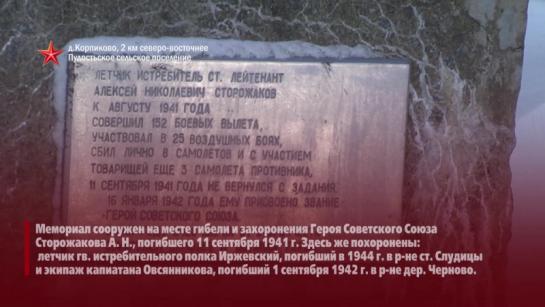 д.Корпиково, 2 км северо-восточнее
Пудостьское сельское поселение
ЛЕТЧИК ИСТРЕБИТЕЛЬ СТ. ЛЕЙТЕНАНТ
АЛЕКСЕЙ НИКОЛАЕВИЧ СТОРОЖАКОВ
К АВГУСТУ 1941 ГОДА
СОВЕРШИЛ 152 БОЕВЫХ ВЫЛЕТА,
УЧАСТВОВАЛ В 25 ВОЗДУШНЫХ БОЯХ,
СБИЛ ЛИЧНО 8 САМОЛЕТОВ И С УЧАСТИЕМ
ТОВАРИЩЕЙ ЕЩЕ 3 САМОЛЕТА ПРОТИВНИКА.
11 СЕНТЯБРЯ 1941 ГОДА НЕ ВЕРНУЛСЯ С ЗАДАНИЯ.
16 ЯНВАРЯ 1942 ГОДА ЕМУ ПРИСВОЕНО ЗВАНИЕ
ГЕРОЯ СОВЕТСКОГО СОЮЗА.
Мемориал сооружен на месте гибели и захоронения Героя Советского Союза
Сторожакова А. Н., погибшего 11 сентября 1941 г. Здесь же похоронены:
летчик гв. истребительного полка Иржевский, погибший в 1944 г. в р-не ст. Слудицы
и экипаж капиатана Овсянникова, погибший 1 сентября 1942 г. в р-не дер. Черново.